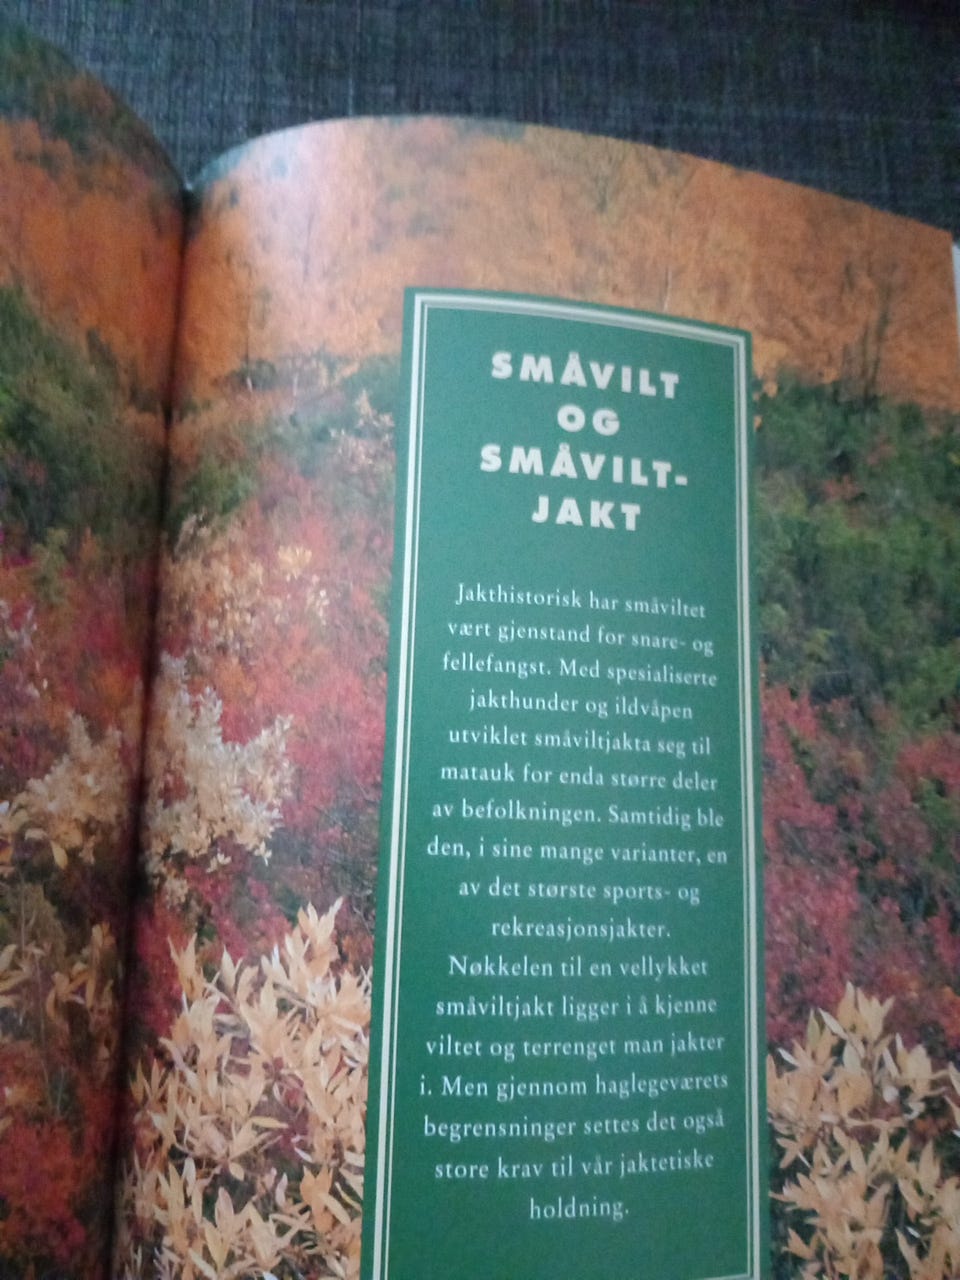 SMÅVILT
OG
SMÅVILT-
JAKT
Jakthistorisk har småviltet
vært gjenstand for snare- og
fellefangst. Med spesialiserte
jakthunder og ildvåpen
utviklet småviltjakta seg til
matauk for enda større deler
av befolkningen. Samtidig ble
den, i sine mange varianter, en
av det største sports- og
rekreasjonsjakter.
Nøkkelen til en vellykket
småviltjakt ligger i å kjenne
viltet og terrenget man jakter
i. Men gjennom haglegeværets
begrensninger settes det også
store krav til vår jaktetiske
holdning.